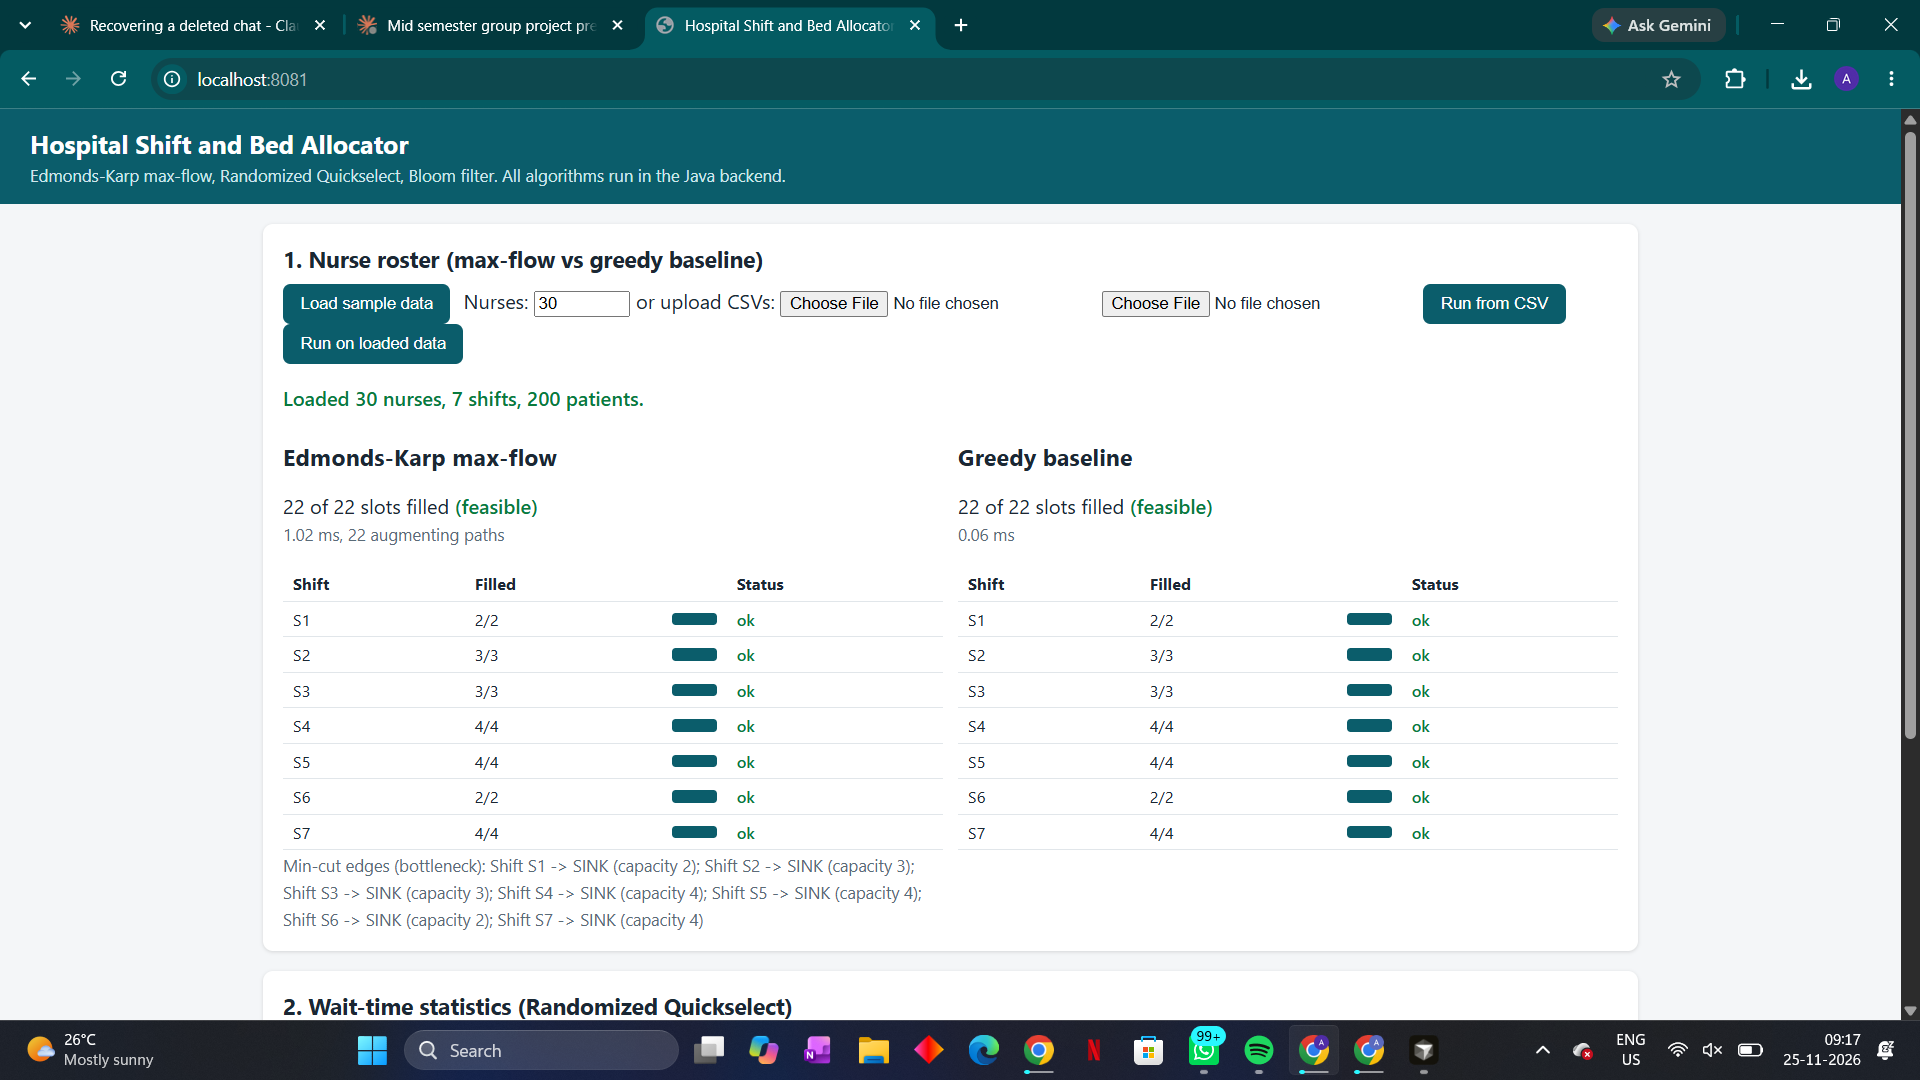 Recovering a deleted chat - Cla
Mid semester group project pre
Hospital Shift and Bed Allocator
Ask Gemini
localhost:8081
A
Hospital Shift and Bed Allocator
Edmonds-Karp max-flow, Randomized Quickselect, Bloom filter. All algorithms run in the Java backend.
1. Nurse roster (max-flow vs greedy baseline)
Load sample data Nurses: 30 or upload CSVs: Choose File No file chosen Choose File No file chosen Run from CSV
Run on loaded data
Loaded 30 nurses, 7 shifts, 200 patients.
Edmonds-Karp max-flow
22 of 22 slots filled (feasible)
1.02 ms, 22 augmenting paths
Shift Filled Status
S1 2/2 ok
S2 3/3 ok
S3 3/3 ok
S4 4/4 ok
S5 4/4 ok
S6 2/2 ok
S7 4/4 ok
Min-cut edges (bottleneck): Shift S1 -> SINK (capacity 2); Shift S2 -> SINK (capacity 3);
Shift S3 -> SINK (capacity 3); Shift S4 -> SINK (capacity 4); Shift S5 -> SINK (capacity 4);
Shift S6 -> SINK (capacity 2); Shift S7 -> SINK (capacity 4)
Greedy baseline
22 of 22 slots filled (feasible)
0.06 ms
Shift Filled Status
S1 2/2 ok
S2 3/3 ok
S3 3/3 ok
S4 4/4 ok
S5 4/4 ok
S6 2/2 ok
S7 4/4 ok
2. Wait-time statistics (Randomized Quickselect)
26°C
Mostly sunny
Search
99+
ENG
US
09:17
25-11-2026